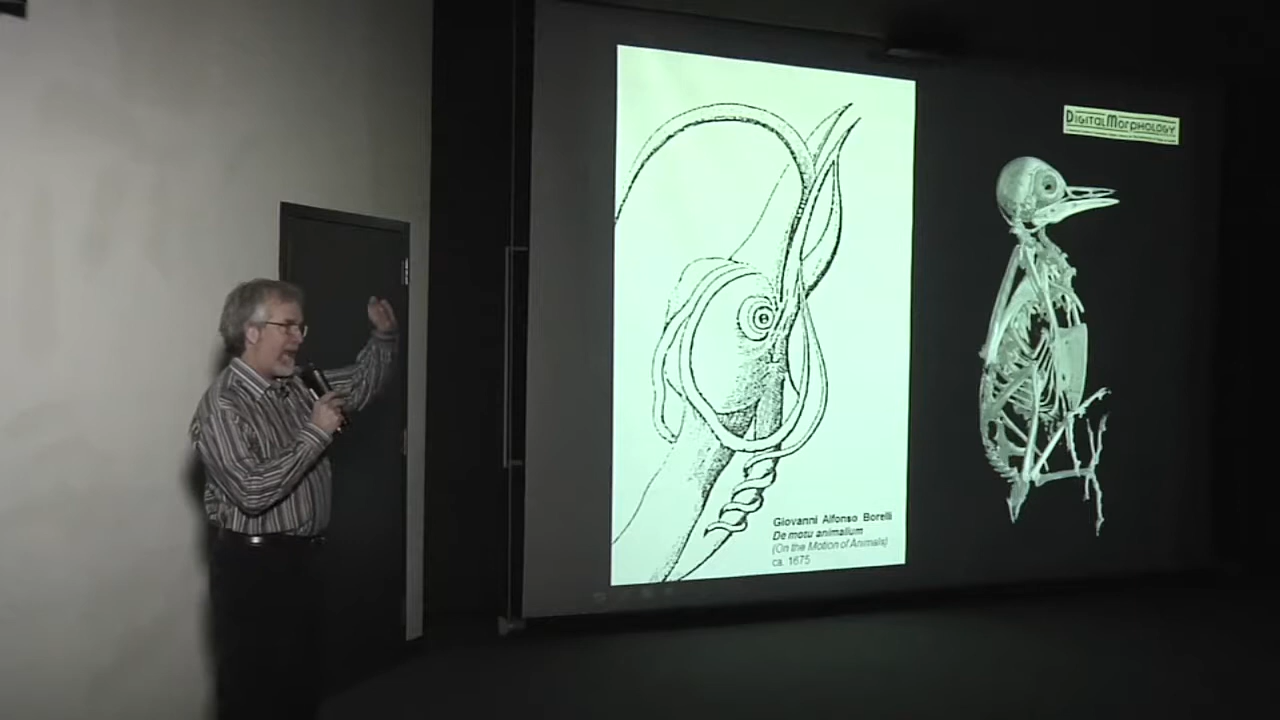 DigitalMorphology
Giovanni Alfonso Borelli
De motu animalium
(On the Motion of Animals)
ca. 1675